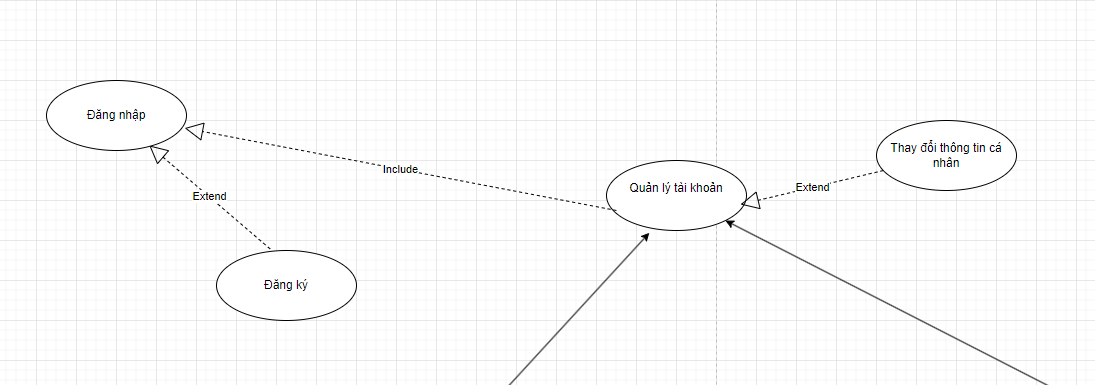 Đăng nhập
Thay đổi thông tin cá
nhân
Include
Quản lý tài khoản
Extend
Extend
Đăng ký